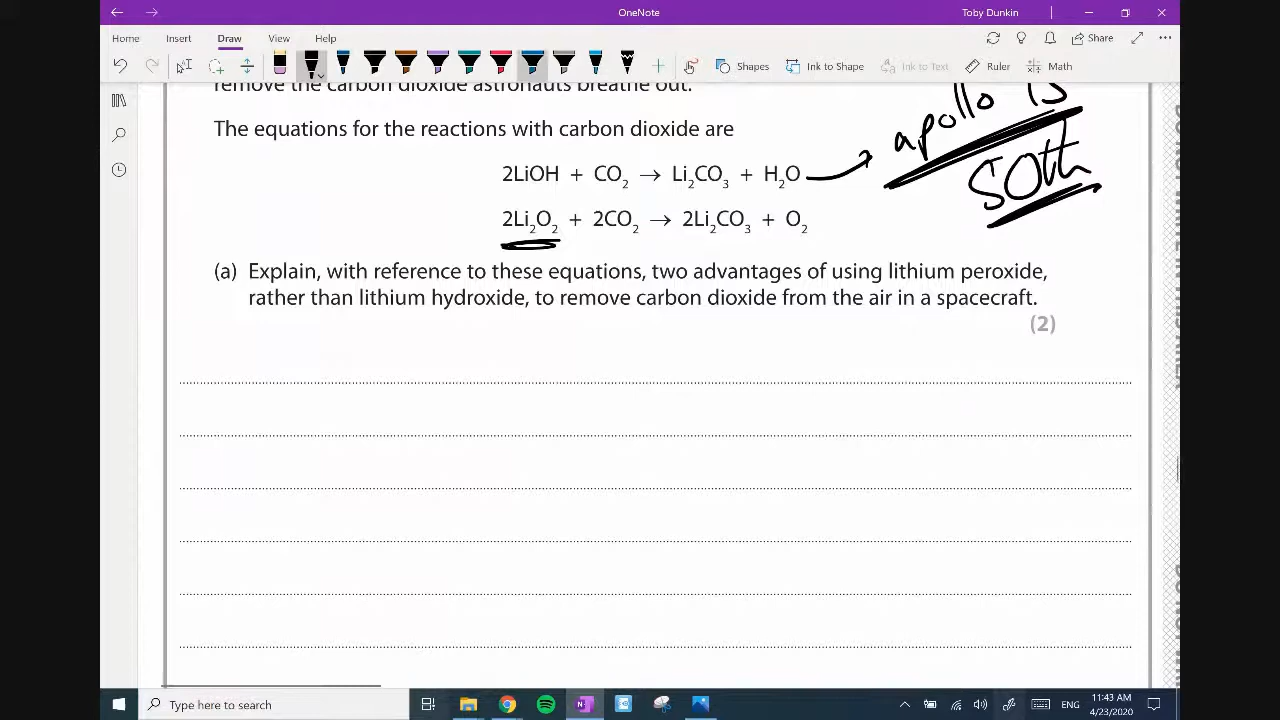 OneNote
Toby Dunkin
Home Insert Draw View Help
Share
Shapes Ink to Shape Ink to Text Ruler Math
remove the carbon dioxide astronauts breathe out.
apollo 13
The equations for the reactions with carbon dioxide are
50th
2LiOH + CO₂ → Li₂CO₃ + H₂O
2Li₂O₂ + 2CO₂ → 2Li₂CO₃ + O₂
(a) Explain, with reference to these equations, two advantages of using lithium peroxide,
rather than lithium hydroxide, to remove carbon dioxide from the air in a spacecraft.
(2)
Type here to search
ENG
11:43 AM
4/23/2020